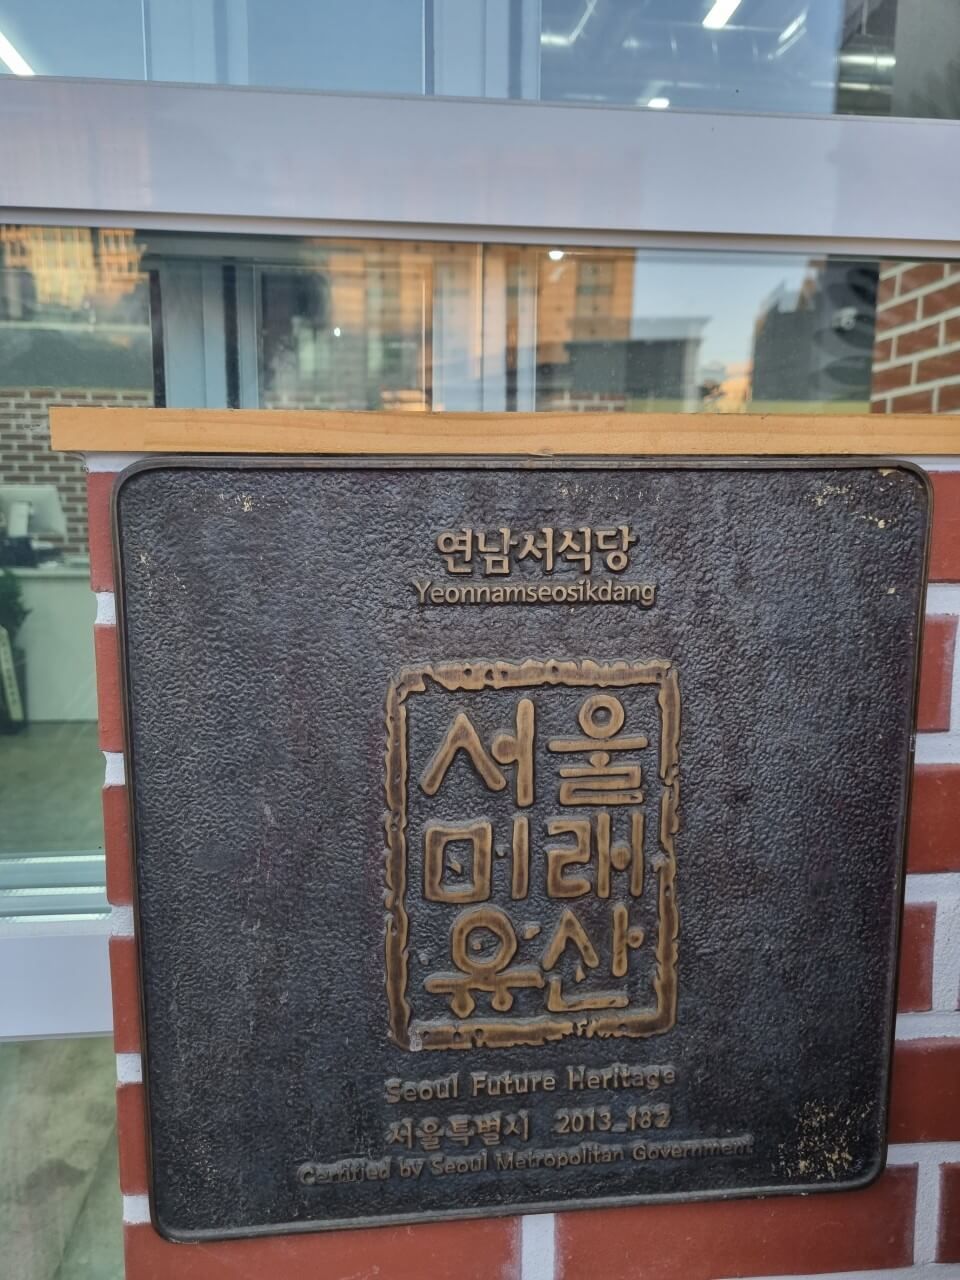 연남서식당
Yeonnamseosikdang
서울
미래
유산
Seoul Future Heritage
서울특별시 2013_182
Certified by Seoul Metropolitan Government